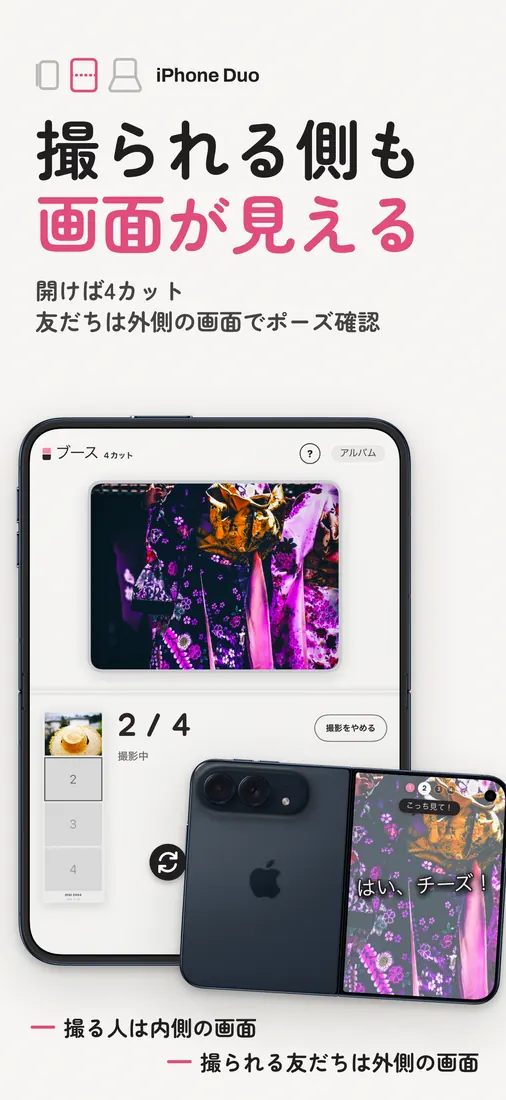 iPhone Duo
撮られる側も
画面が見える
開けば4カット
友だちは外側の画面でポーズ確認
ブース 4カット
?
アルバム
2 / 4
撮影をやめる
撮影中
2
3
4
1 2 3 4
こっち見て！
はい、チーズ！
撮る人は内側の画面
撮られる友だちは外側の画面